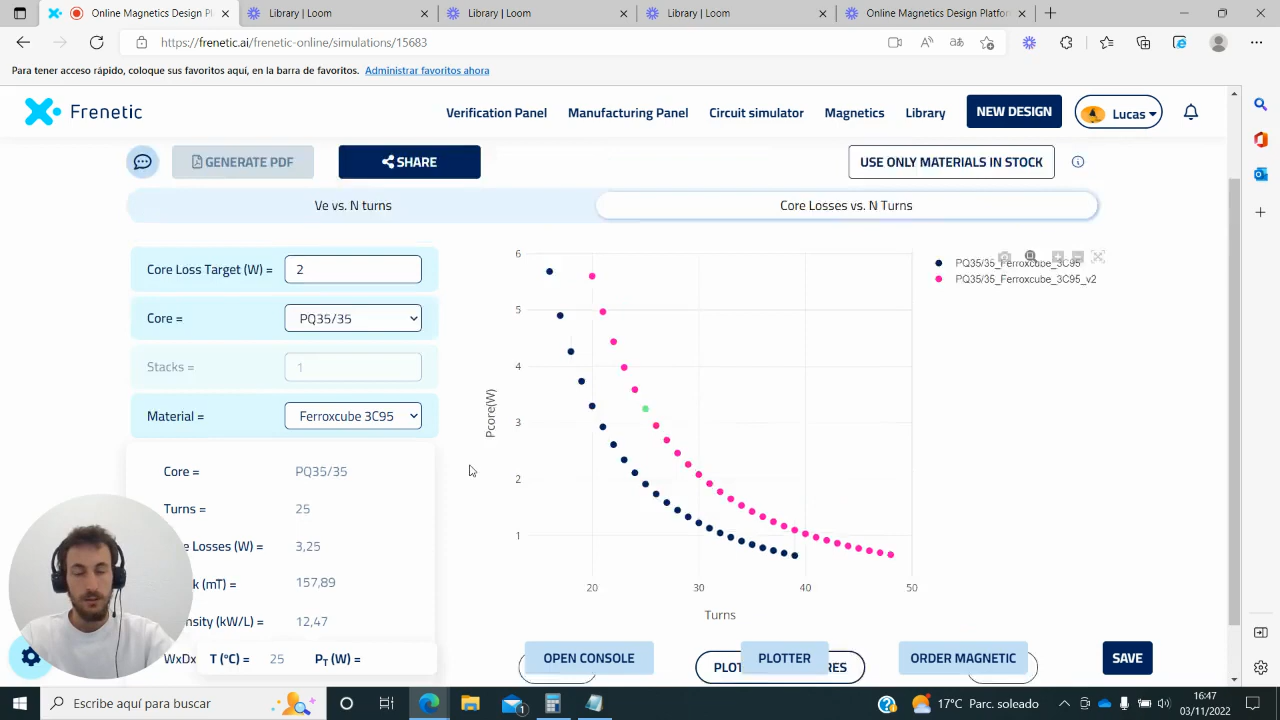 Online Magnetics Design Pl
Library | Loom
Library | Loom
Library | Loom
Online Magnetics Design Platform
https://frenetic.ai/frenetic-online/simulations/15683
Para tener acceso rápido, coloque sus favoritos aquí, en la barra de favoritos. Administrar favoritos ahora
Frenetic
Verification Panel
Manufacturing Panel
Circuit simulator
Magnetics
Library
NEW DESIGN
Lucas
GENERATE PDF
SHARE
USE ONLY MATERIALS IN STOCK
Ve vs. N turns
Core Losses vs. N Turns
Core Loss Target (W) = 2
Core = PQ35/35
Stacks = 1
Material = Ferroxcube 3C95
Core = PQ35/35
Turns = 25
e Losses (W) = 3,25
k (mT) = 157,89
nsity (kW/L) = 12,47
WxDx
T (°C) = 25 PT (W) =
6
5
4
3
2
1
Pcore(W)
20
30
40
50
Turns
PQ35/35_Ferroxcube_3C95
PQ35/35_Ferroxcube_3C95_v2
OPEN CONSOLE
PLOT
PLOTTER
RES
ORDER MAGNETIC
SAVE
Escribe aquí para buscar
1
17°C Parc. soleado
16:47
03/11/2022